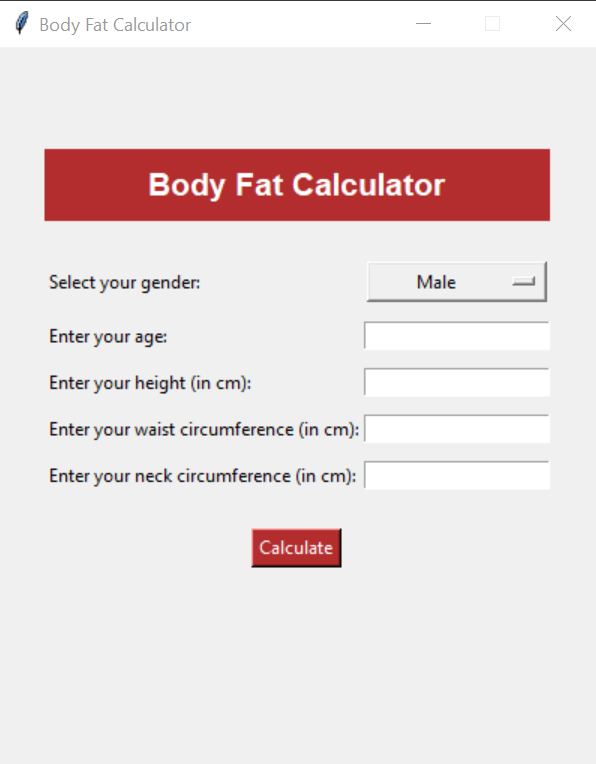 Body Fat Calculator
Body Fat Calculator
Select your gender: Male
Enter your age:
Enter your height (in cm):
Enter your waist circumference (in cm):
Enter your neck circumference (in cm):
Calculate